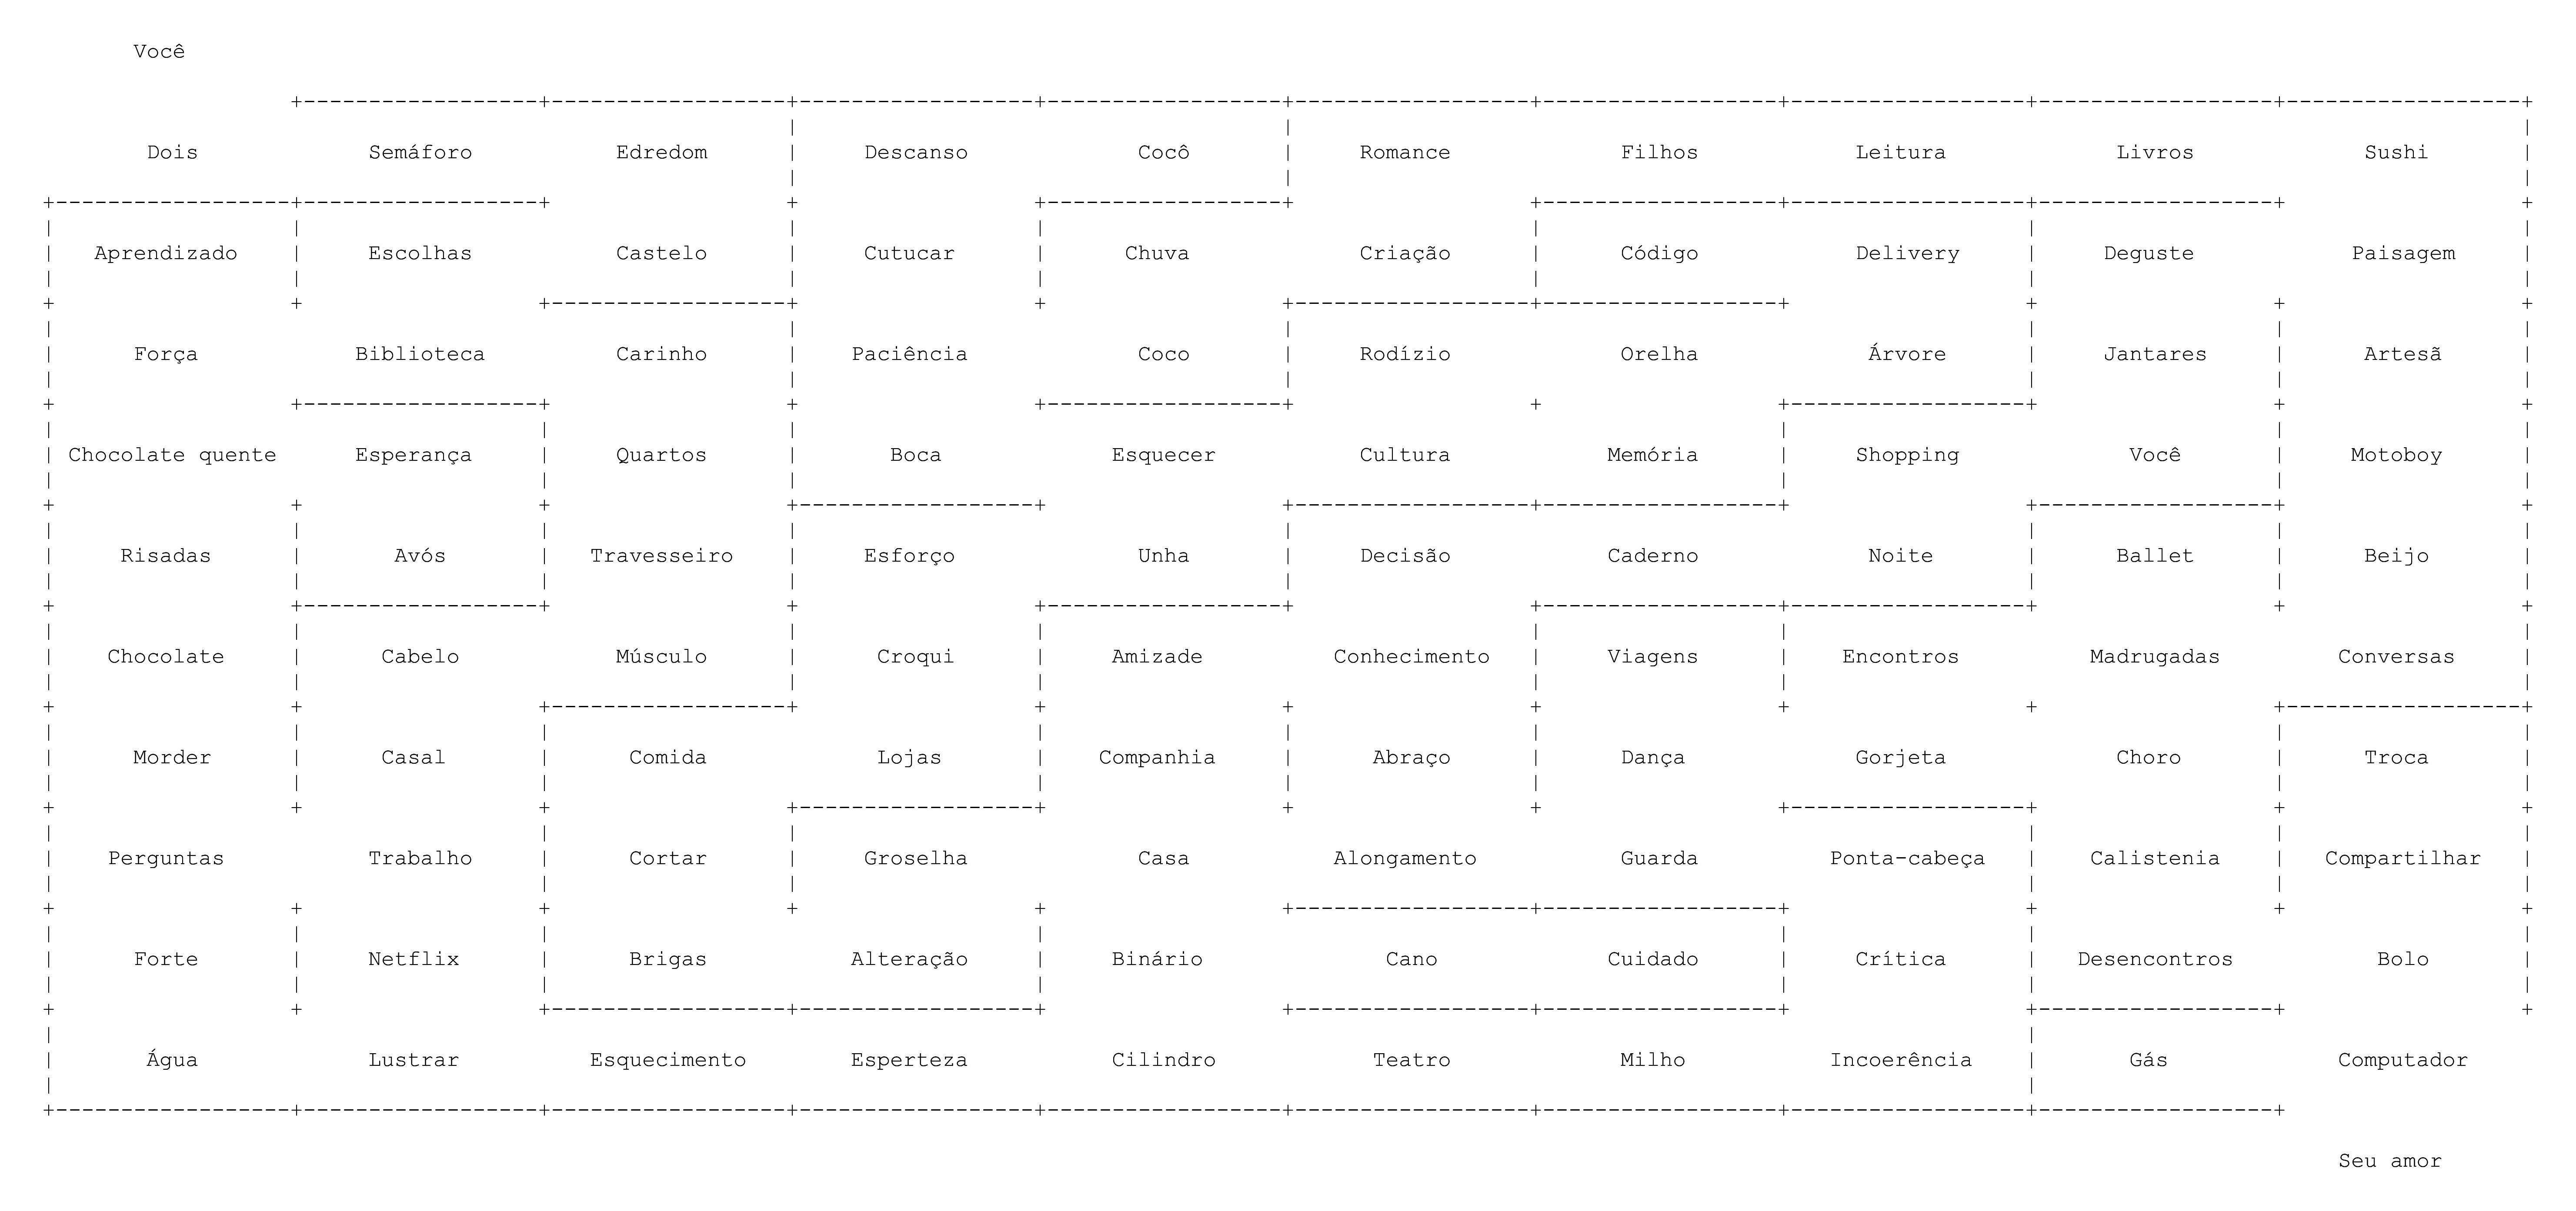 Você
Dois Semáforo Edredom Descanso Cocô Romance Filhos Leitura Livros Sushi
Aprendizado Escolhas Castelo Cutucar Chuva Criação Código Delivery Deguste Paisagem
Força Biblioteca Carinho Paciência Coco Rodízio Orelha Árvore Jantares Artesã
Chocolate quente Esperança Quartos Boca Esquecer Cultura Memória Shopping Você Motoboy
Risadas Avós Travesseiro Esforço Unha Decisão Caderno Noite Ballet Beijo
Chocolate Cabelo Músculo Croqui Amizade Conhecimento Viagens Encontros Madrugadas Conversas
Morder Casal Comida Lojas Companhia Abraço Dança Gorjeta Choro Troca
Perguntas Trabalho Cortar Groselha Casa Alongamento Guarda Ponta-cabeça Calistenia Compartilhar
Forte Netflix Brigas Alteração Binário Cano Cuidado Crítica Desencontros Bolo
Água Lustrar Esquecimento Esperteza Cilindro Teatro Milho Incoerência Gás Computador
Seu amor